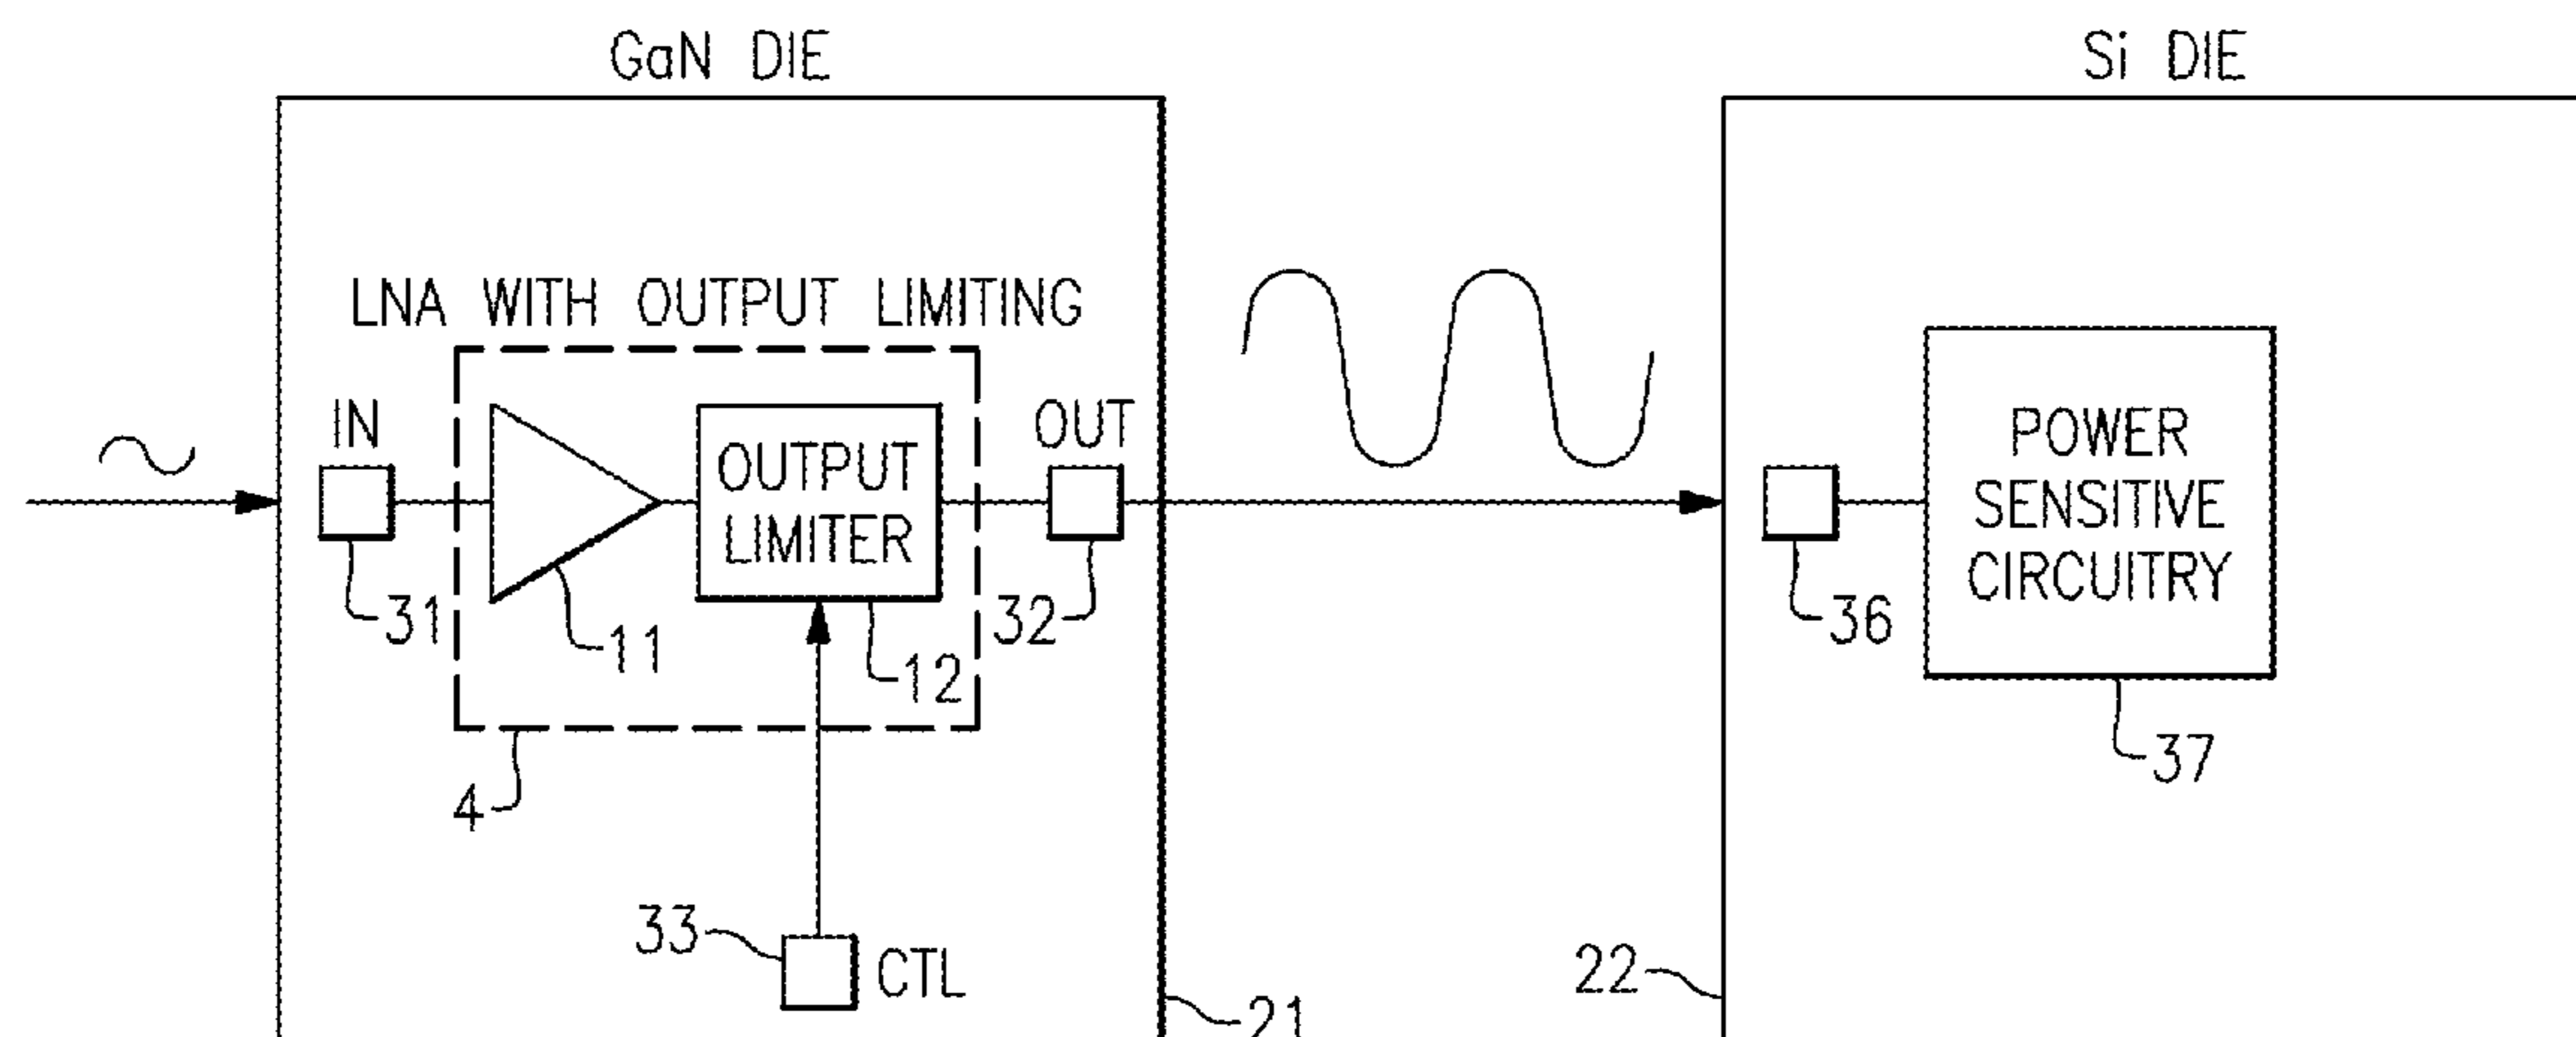 GaN DIE
Si DIE
LNA WITH OUTPUT LIMITING
IN
OUTPUT
LIMITER
OUT
POWER
SENSITIVE
CIRCUITRY
31
11
12
32
36
37
4
33
CTL
21
22